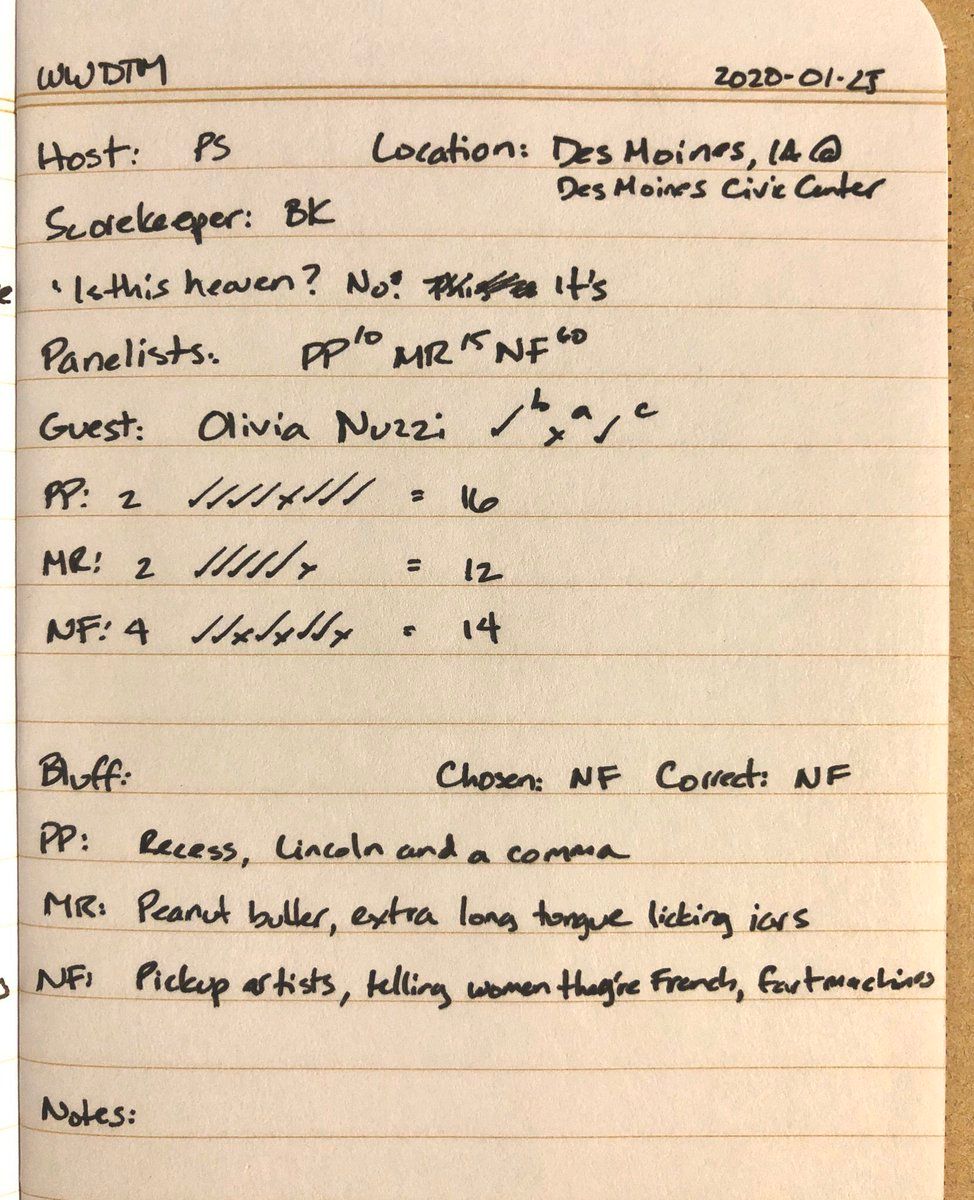 WWDTM 2020-01-25
Host: PS Location: Des Moines, IA @
Des Moines Civic Center
Scorekeeper: BK
"Is this heaven? No! It's
Panelists: PP 10 MR 15 NF 60
Guest: Olivia Nuzzi ✓ b x a ✓ c
PP: 2 ✓✓✓✓x✓✓✓ = 16
MR: 2 ✓✓✓✓✓x = 12
NF: 4 ✓✓x✓x✓✓x = 14
Bluff: Chosen: NF Correct: NF
PP: Recess, Lincoln and a comma
MR: Peanut butter, extra long tongue licking jars
NF: Pickup artists, telling women they're French, fart machines
Notes: